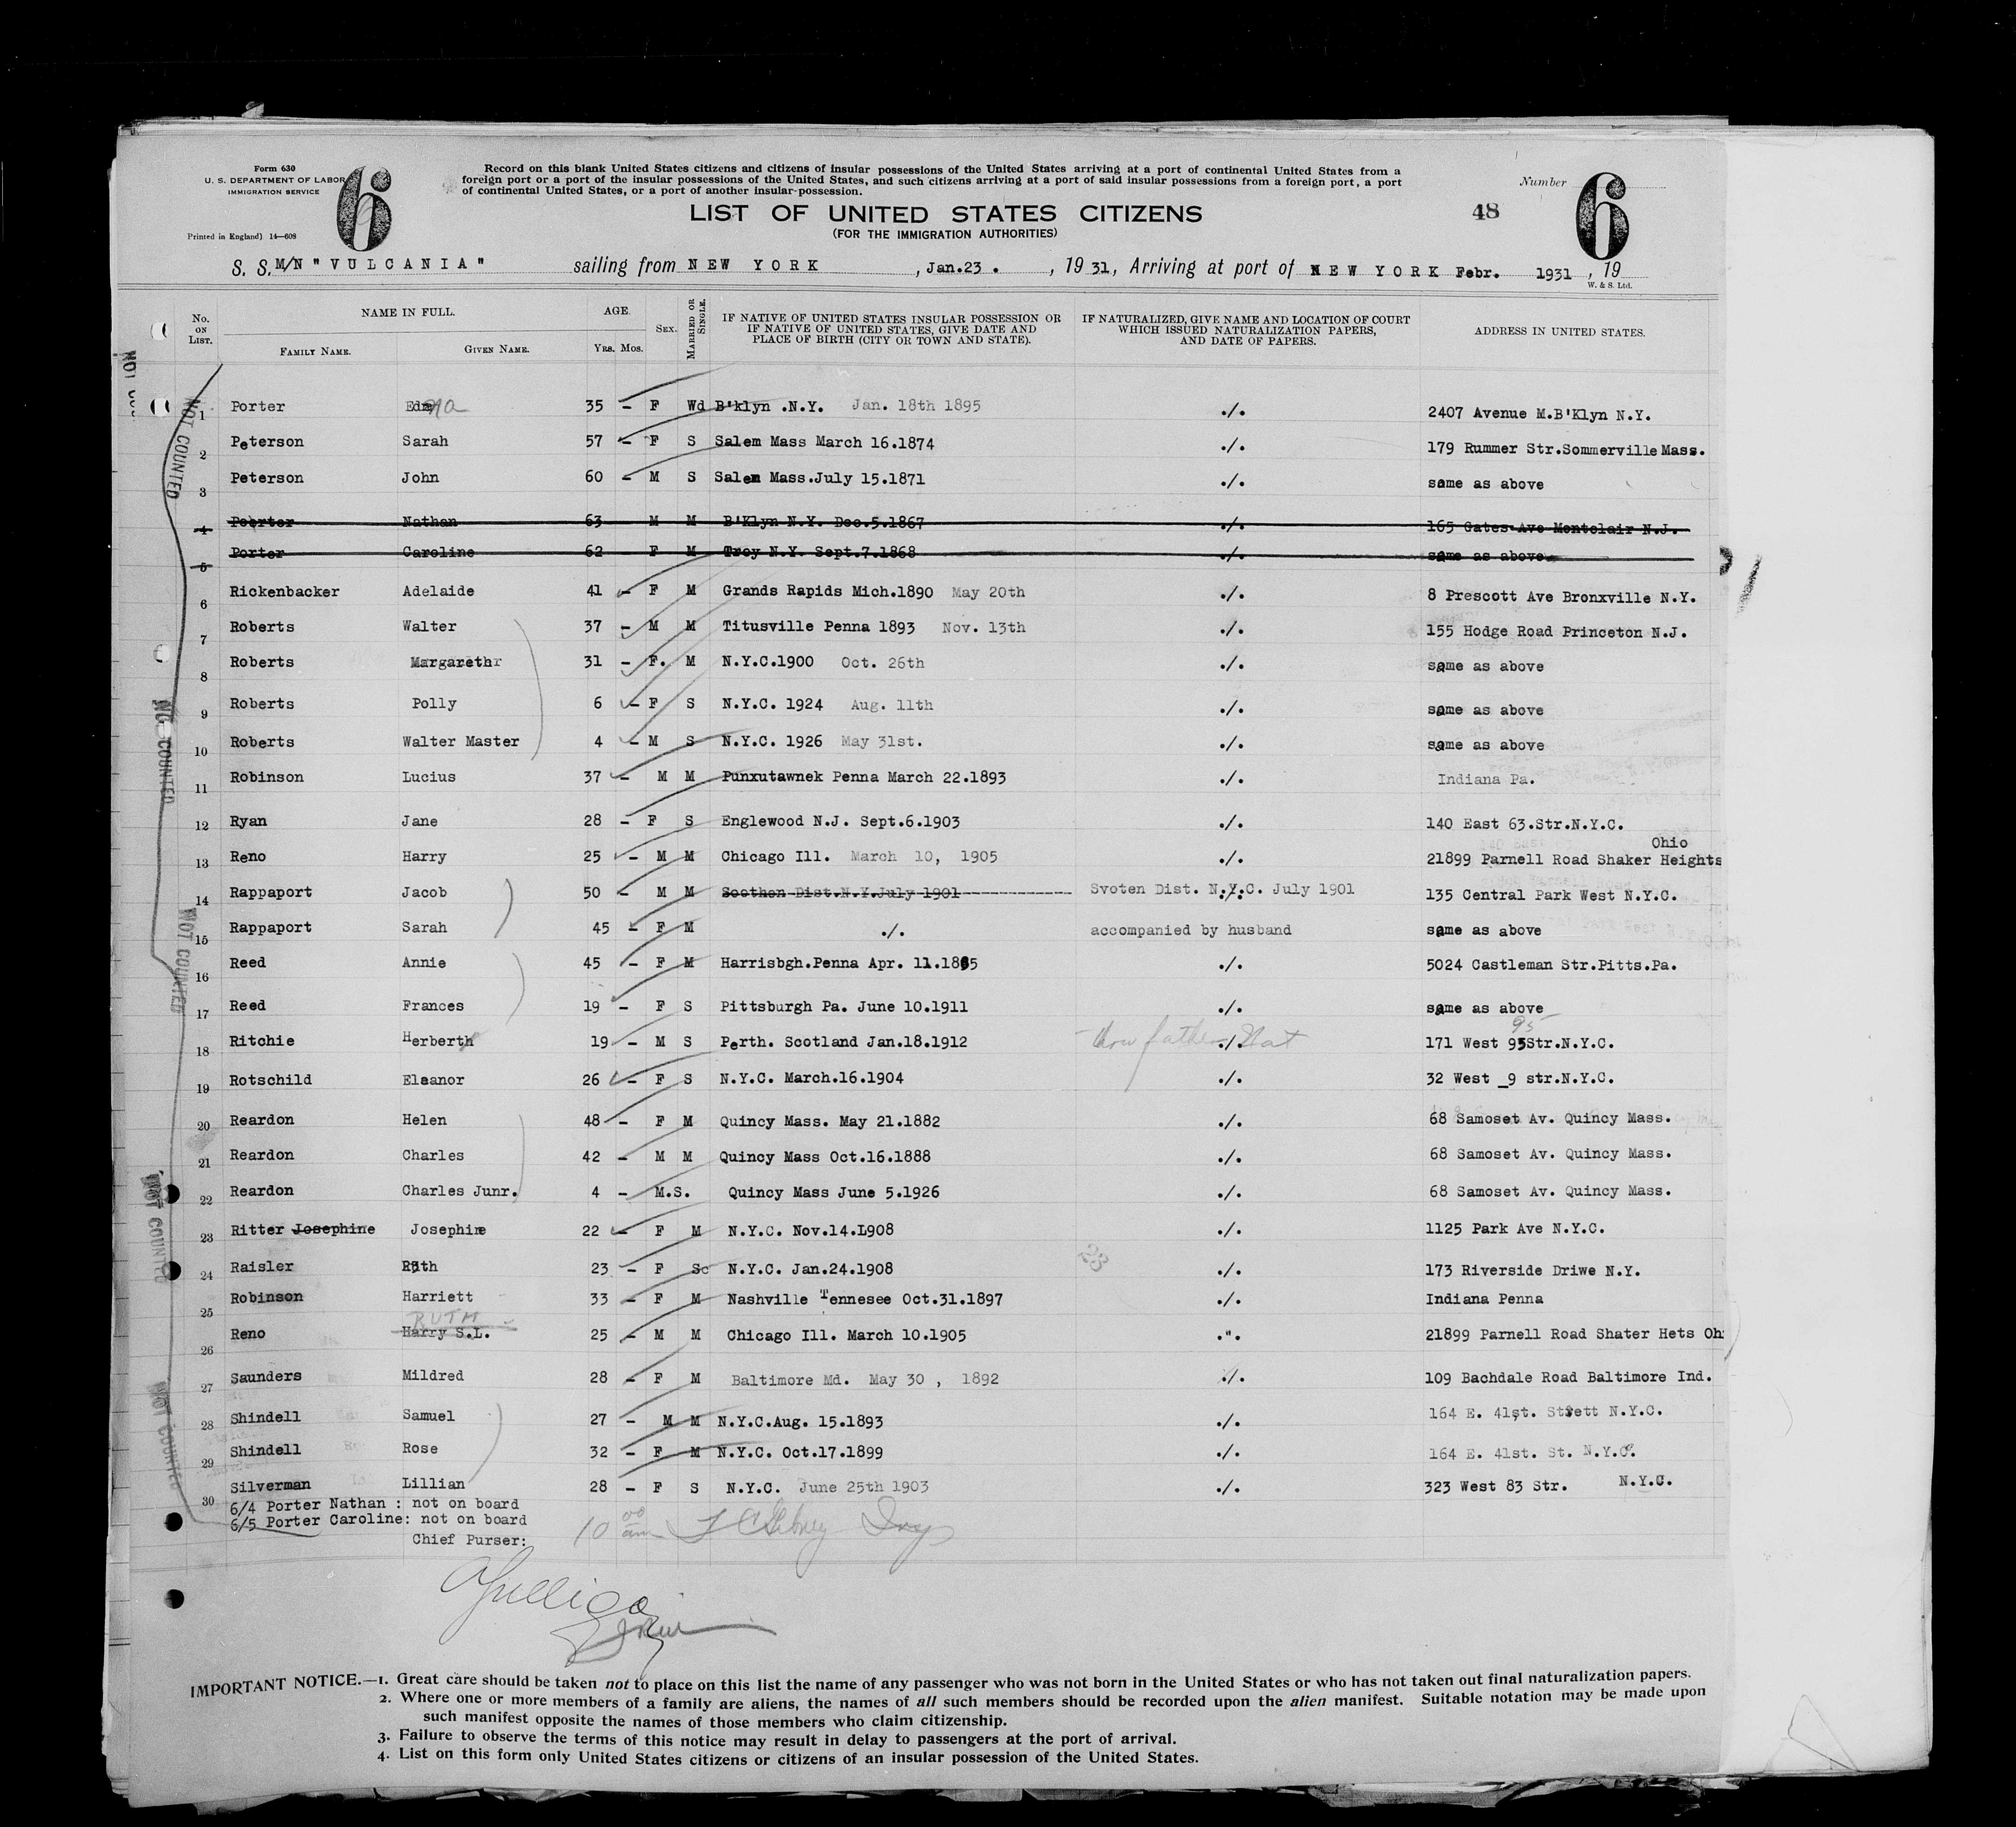 Form 630
U. S. DEPARTMENT OF LABOR
IMMIGRATION SERVICE
Printed in England) 14—608
6
Record on this blank United States citizens and citizens of insular possessions of the United States arriving at a port of continental United States from a
foreign port or a port of the insular possessions of the United States, and such citizens arriving at a port of said insular possessions from a foreign port, a port
of continental United States, or a port of another insular possession.
LIST OF UNITED STATES CITIZENS
(FOR THE IMMIGRATION AUTHORITIES)
48
Number 6
S. S. M/N "VULCANIA" sailing from NEW YORK , Jan.23 . , 19 31, Arriving at port of NEW YORK Febr. 1931 , 19
W. & S. Ltd.
No. ON LIST. NAME IN FULL. FAMILY NAME. GIVEN NAME. AGE. YRS. MOS. SEX. MARRIED OR SINGLE. IF NATIVE OF UNITED STATES INSULAR POSSESSION OR IF NATIVE OF UNITED STATES, GIVE DATE AND PLACE OF BIRTH (CITY OR TOWN AND STATE). IF NATURALIZED, GIVE NAME AND LOCATION OF COURT WHICH ISSUED NATURALIZATION PAPERS, AND DATE OF PAPERS. ADDRESS IN UNITED STATES.
NOT COUNTED
1 Porter Edna 35 – F Wd B'klyn .N.Y. Jan. 18th 1895 ./. 2407 Avenue M.B'Klyn N.Y.
2 Peterson Sarah 57 – F S Salem Mass March 16.1874 ./. 179 Rummer Str.Sommerville Mass.
3 Peterson John 60 – M S Salem Mass.July 15.1871 ./. same as above
4 Porter Nathan 63 M M B'Klyn N.Y. Dec.5.1867 ./. 165 Gates Ave Montclair N.J.
5 Porter Caroline 62 F M Troy N.Y. Sept.7.1868 ./. same as above
6 Rickenbacker Adelaide 41 – F M Grands Rapids Mich.1890 May 20th ./. 8 Prescott Ave Bronxville N.Y.
7 Roberts Walter 37 – M M Titusville Penna 1893 Nov. 13th ./. 155 Hodge Road Princeton N.J.
8 Roberts Margarethr 31 – F. M N.Y.C.1900 Oct. 26th ./. same as above
NOT COUNTED
9 Roberts Polly 6 – F S N.Y.C. 1924 Aug. 11th ./. same as above
10 Roberts Walter Master 4 – M S N.Y.C. 1926 May 31st. ./. same as above
11 Robinson Lucius 37 – M M Punxutawnek Penna March 22.1893 ./. Indiana Pa.
12 Ryan Jane 28 – F S Englewood N.J. Sept.6.1903 ./. 140 East 63.Str.N.Y.C.
13 Reno Harry 25 – M M Chicago Ill. March 10, 1905 ./. 21899 Parnell Road Shaker Heights Ohio
14 Rappaport Jacob 50 – M M Soethen Dist.N.Y.July 1901 Svoten Dist. N.Y.C. July 1901 ./. 135 Central Park West N.Y.C.
NOT COUNTED
15 Rappaport Sarah 45 – F M ./. accompanied by husband same as above
16 Reed Annie 45 – F M Harrisbgh.Penna Apr. 11.1885 ./. 5024 Castleman Str.Pitts.Pa.
17 Reed Frances 19 – F S Pittsburgh Pa. June 10.1911 ./. same as above
18 Ritchie Herberth 19 – M S Perth. Scotland Jan.18.1912 father ./. 171 West 95Str.N.Y.C. 95
19 Rotschild Eleanor 26 – F S N.Y.C. March.16.1904 ./. 32 West _9 str.N.Y.C.
20 Reardon Helen 48 – F M Quincy Mass. May 21.1882 ./. 68 Samoset Av. Quincy Mass.
21 Reardon Charles 42 – M M Quincy Mass Oct.16.1888 ./. 68 Samoset Av. Quincy Mass.
NOT COUNTED
22 Reardon Charles Junr. 4 – M.S. Quincy Mass June 5.1926 ./. 68 Samoset Av. Quincy Mass.
23 Ritter Josephine Josephine 22 – F M N.Y.C. Nov.14.L908 ./. 1125 Park Ave N.Y.C.
23
24 Raisler Ruth 23 – F Sc N.Y.C. Jan.24.1908 ./. 173 Riverside Driwe N.Y.
25 Robinson Harriett 33 – F M Nashville Tennesee Oct.31.1897 ./. Indiana Penna
RUTH
26 Reno Harry S.L. 25 – M M Chicago Ill. March 10.1905 .". 21899 Parnell Road Shater Hets Oh
27 Saunders Mildred 28 – F M Baltimore Md. May 30 , 1892 ./. 109 Bachdale Road Baltimore Ind.
NOT COUNTED
28 Shindell Samuel 27 – M M N.Y.C.Aug. 15.1893 ./. 164 E. 41st. Streett N.Y.C.
29 Shindell Rose 32 – F M N.Y.C. Oct.17.1899 ./. 164 E. 41st. St. N.Y.C.
30 Silverman Lillian 28 – F S N.Y.C. June 25th 1903 ./. 323 West 83 Str. N.Y.C.
6/4 Porter Nathan : not on board
6/5 Porter Caroline: not on board
Chief Purser:
10 00 am
IMPORTANT NOTICE.—1. Great care should be taken not to place on this list the name of any passenger who was not born in the United States or who has not taken out final naturalization papers.
2. Where one or more members of a family are aliens, the names of all such members should be recorded upon the alien manifest. Suitable notation may be made upon
such manifest opposite the names of those members who claim citizenship.
3. Failure to observe the terms of this notice may result in delay to passengers at the port of arrival.
4. List on this form only United States citizens or citizens of an insular possession of the United States.